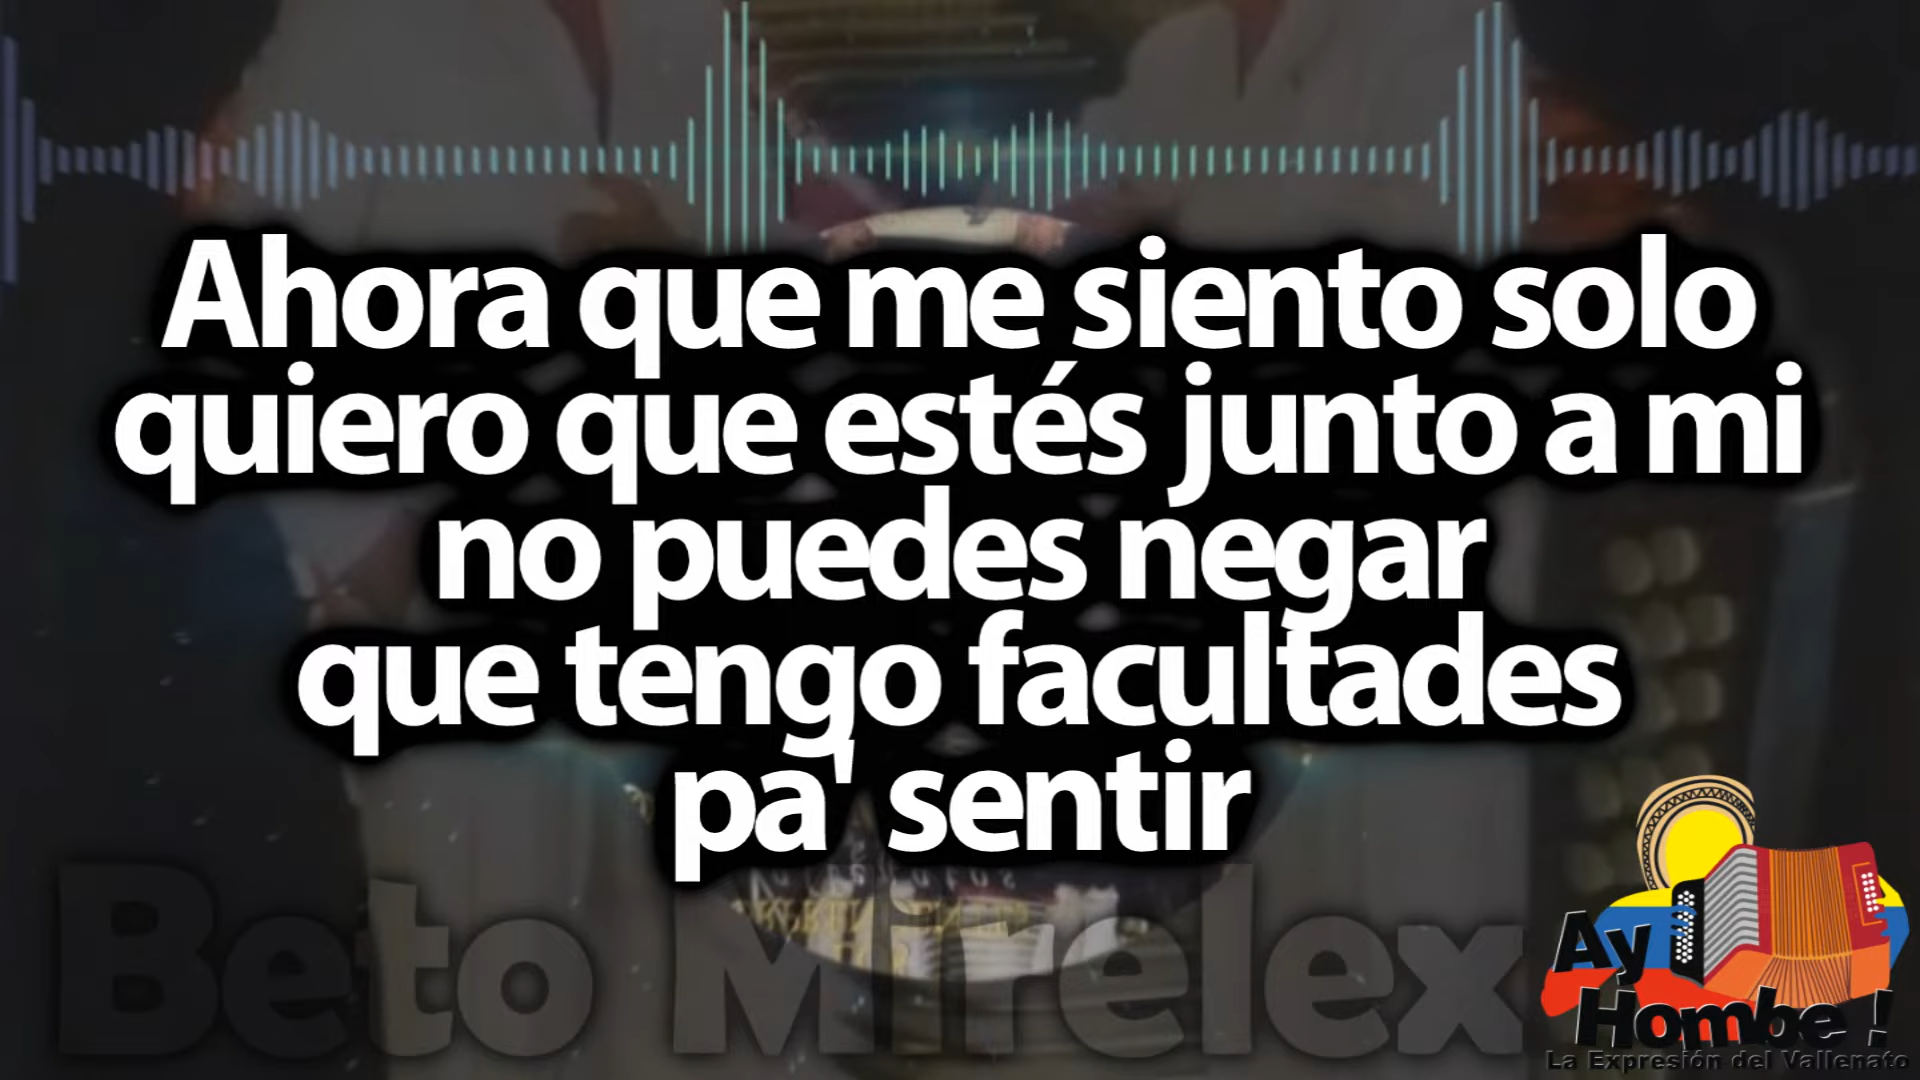 Ahora que me siento solo
quiero que estés junto a mi
no puedes negar
que tengo facultades
pa' sentir
Beto Mirelex
Ay
Hombe !
La Expresión del Vallenato